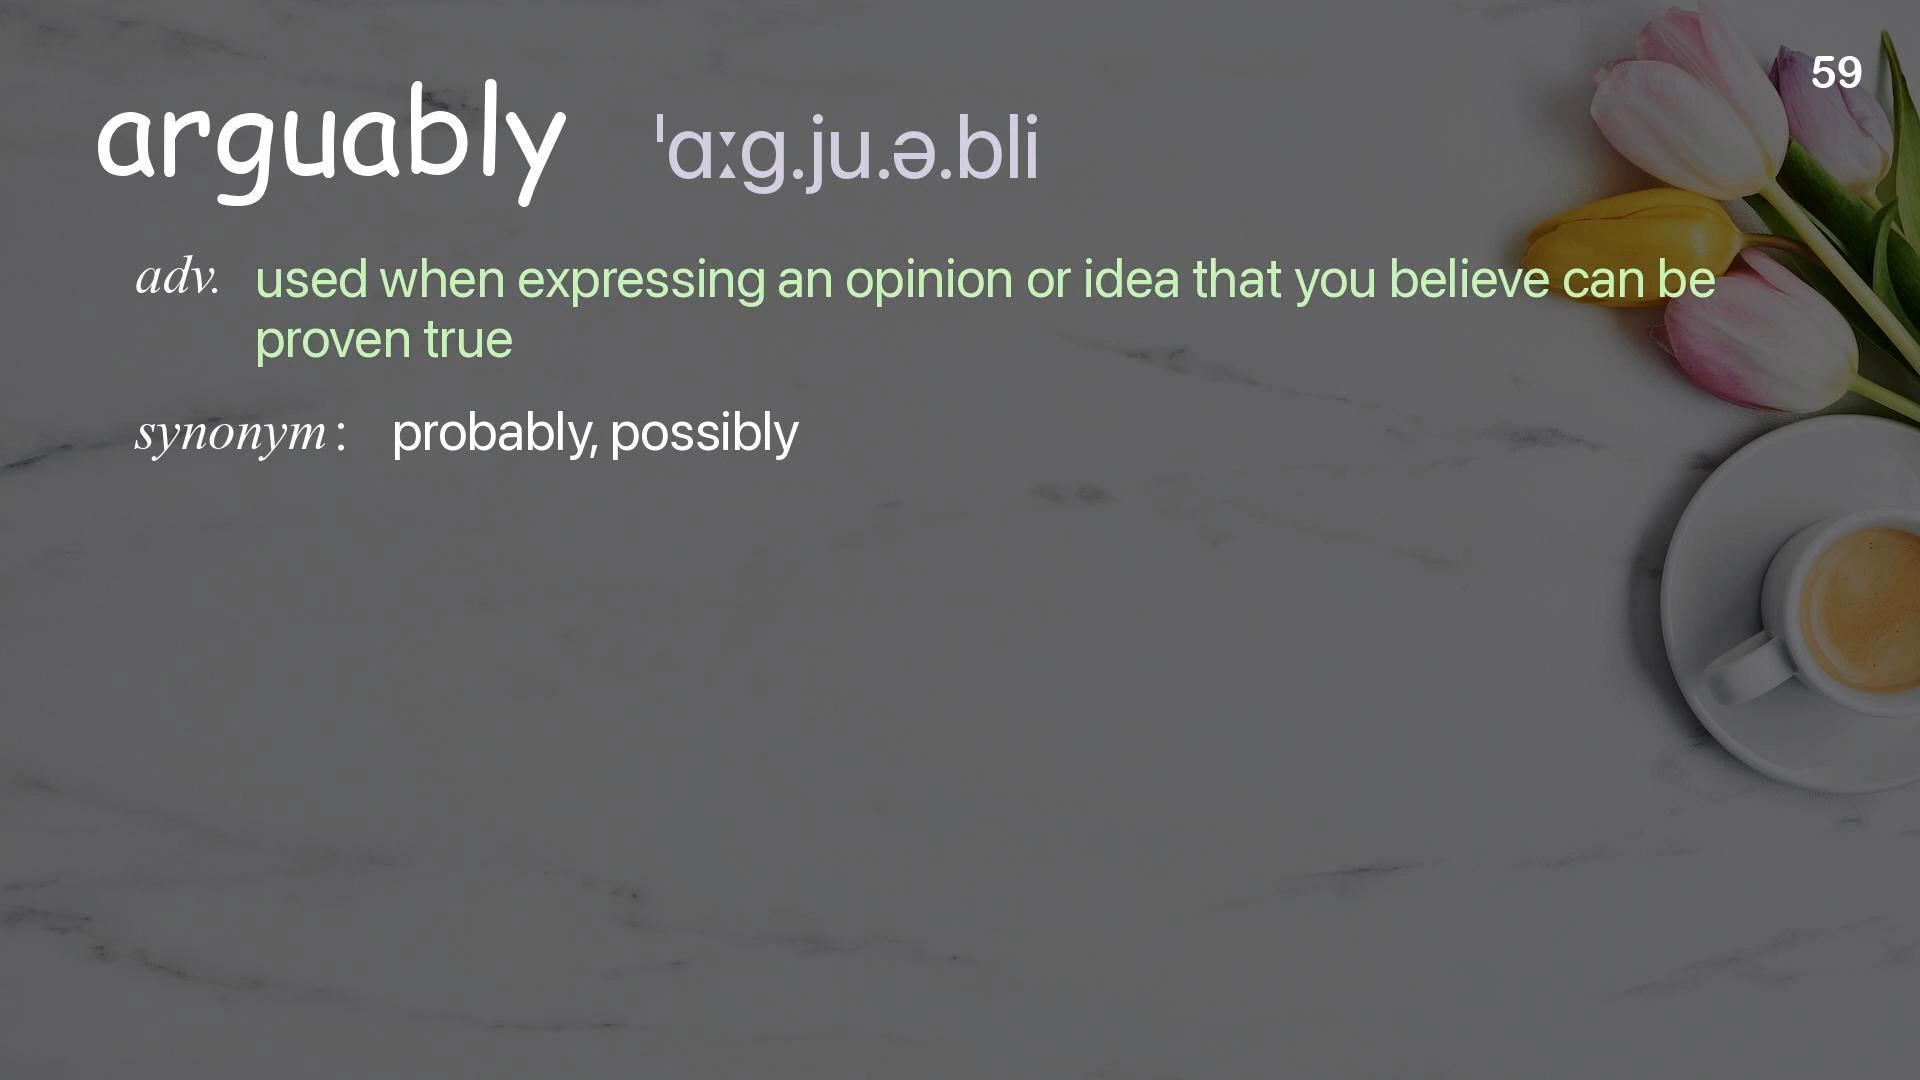 59
arguably ˈɑːg.ju.ə.bli
adv. used when expressing an opinion or idea that you believe can be
proven true
synonym: probably, possibly